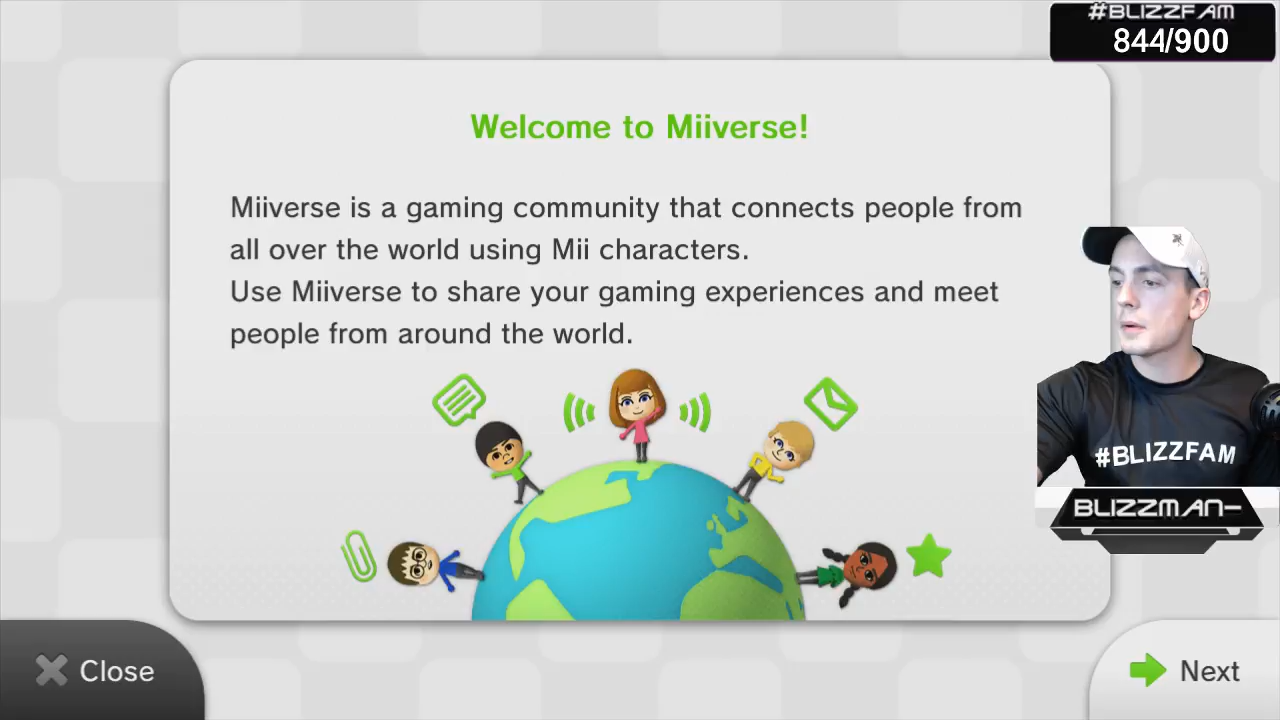 #BLIZZFAM
844/900
Welcome to Miiverse!
Miiverse is a gaming community that connects people from
all over the world using Mii characters.
Use Miiverse to share your gaming experiences and meet
people from around the world.
#BLIZZFAM
BLIZZMAN-
Close
Next